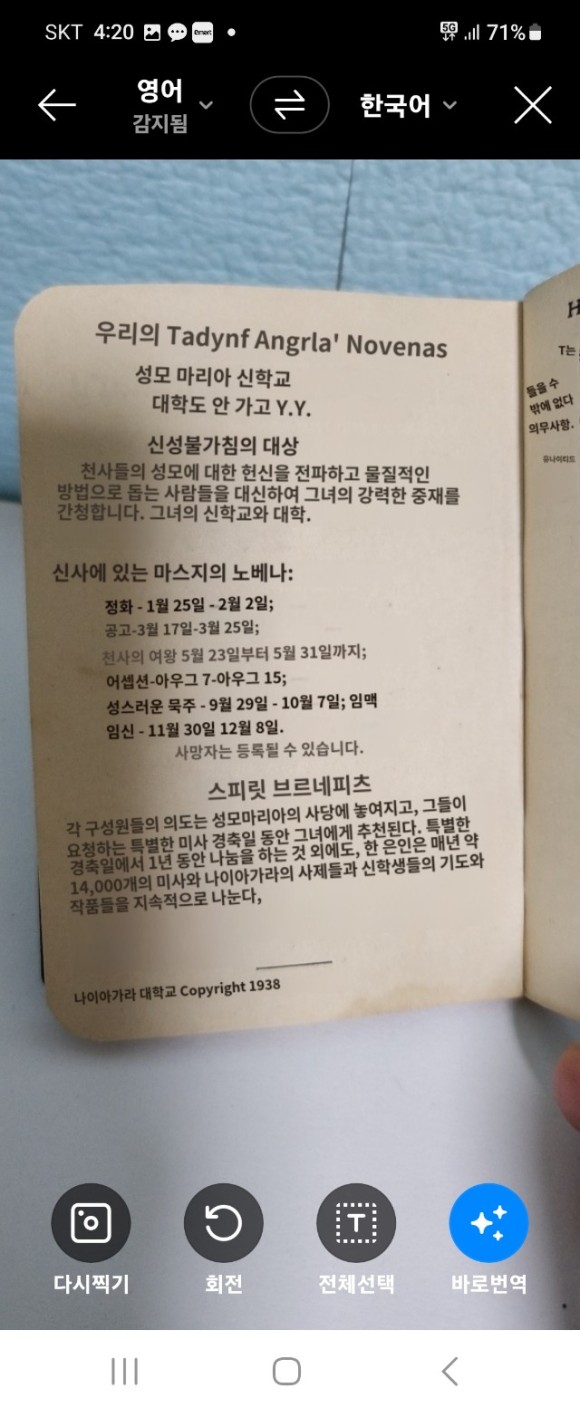 SKT 4:20
5G 71%
영어
감지됨
한국어
우리의 Tadynf Angrla' Novenas
성모 마리아 신학교
대학도 안 가고 Y.Y.
신성불가침의 대상
천사들의 성모에 대한 헌신을 전파하고 물질적인
방법으로 돕는 사람들을 대신하여 그녀의 강력한 중재를
간청합니다. 그녀의 신학교와 대학.
신사에 있는 마스지의 노베나:
정화 - 1월 25일 - 2월 2일;
공고-3월 17일-3월 25일;
천사의 여왕 5월 23일부터 5월 31일까지;
어셉션-아우그 7-아우그 15;
성스러운 묵주 - 9월 29일 - 10월 7일; 임맥
임신 - 11월 30일 12월 8일.
사망자는 등록될 수 있습니다.
스피릿 브르네피츠
각 구성원들의 의도는 성모마리아의 사당에 놓여지고, 그들이
요청하는 특별한 미사 경축일 동안 그녀에게 추천된다. 특별한
경축일에서 1년 동안 나눔을 하는 것 외에도, 한 은인은 매년 약
14,000개의 미사와 나이아가라의 사제들과 신학생들의 기도와
작품들을 지속적으로 나눈다,
나이아가라 대학교 Copyright 1938
H
T는
들을 수
밖에 없다
의무사항.
유나이티드
다시찍기
회전
전체선택
바로번역